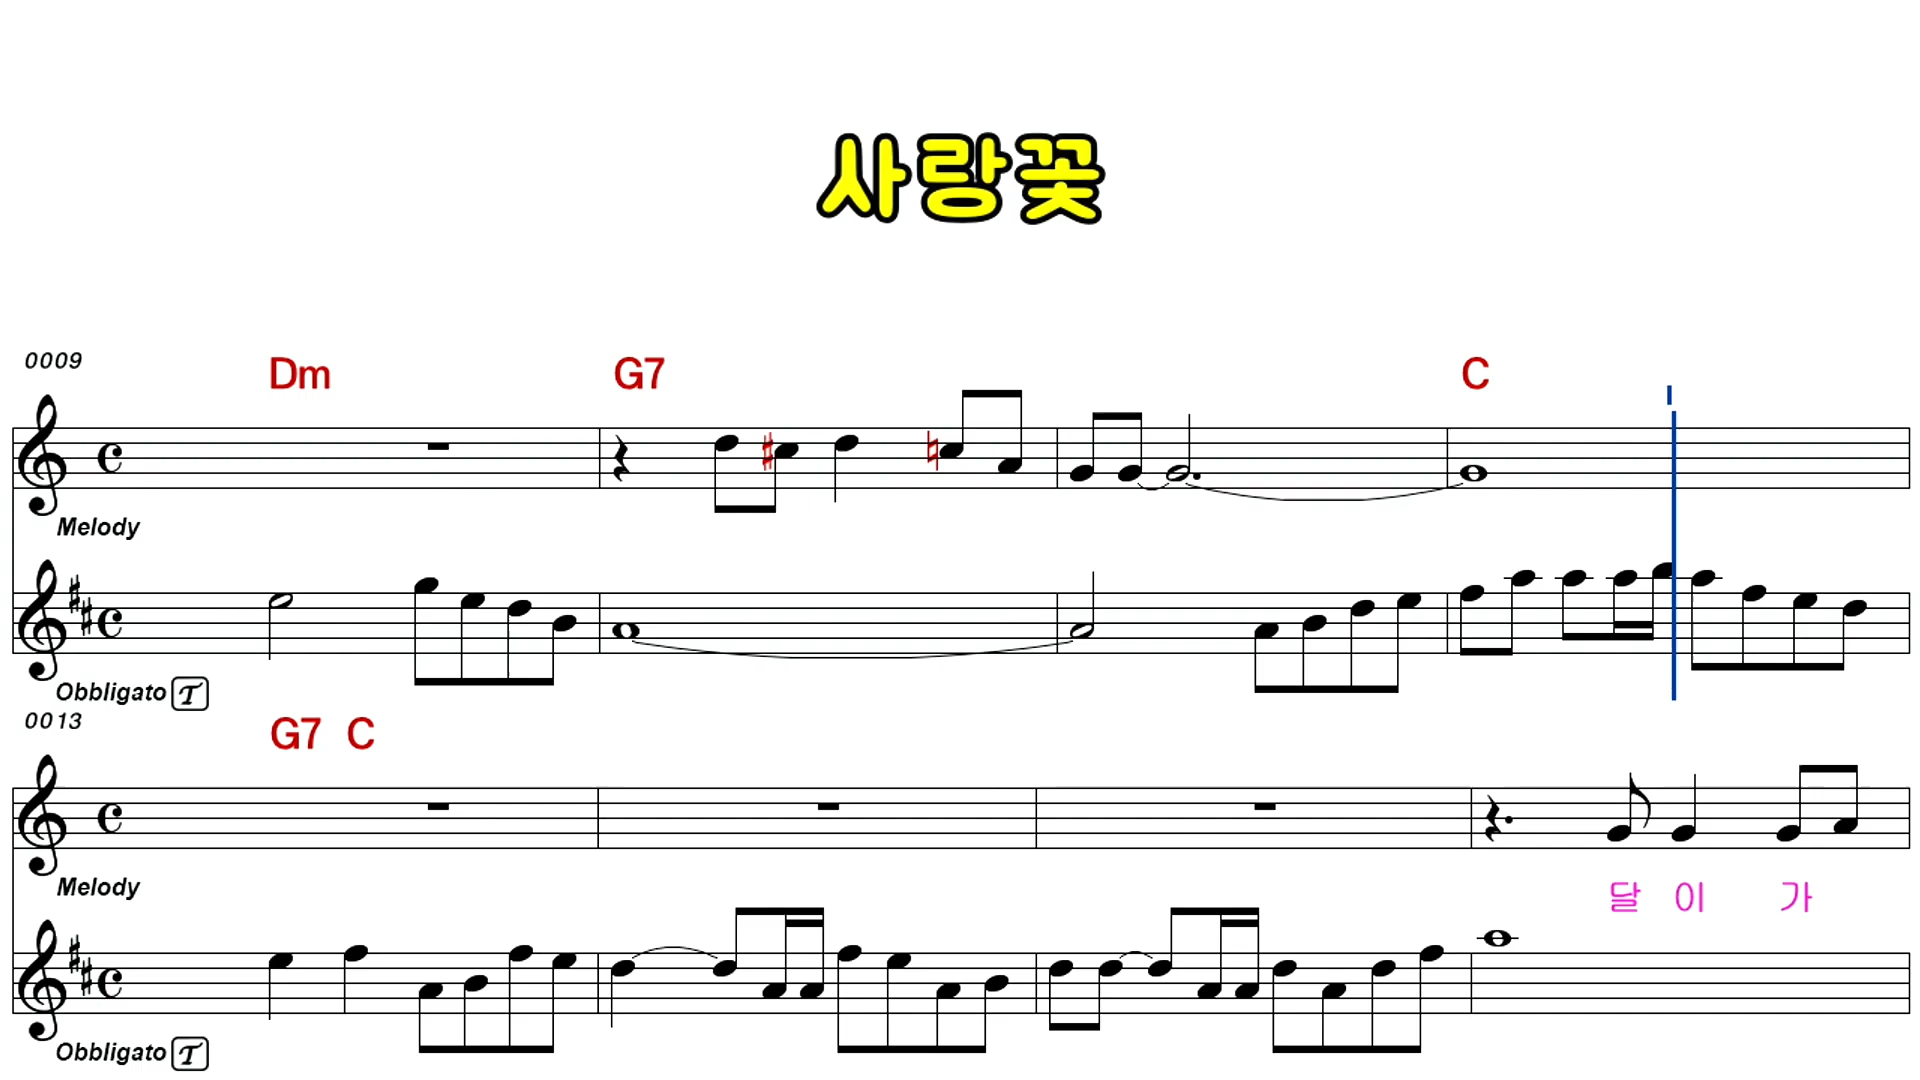 사랑꽃
0009
Dm G7 C
Melody
Obbligato T
0013
G7 C
Melody
달 이 가
Obbligato T